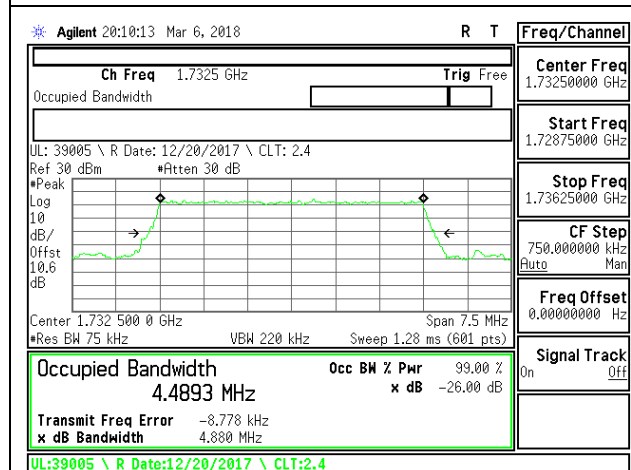 Agilent 20:10:13 Mar 6, 2018 R T
Freq/Channel
Ch Freq 1.7325 GHz Trig Free
Occupied Bandwidth
Center Freq
1.73250000 GHz
Start Freq
1.72875000 GHz
Stop Freq
1.73625000 GHz
CF Step
750.000000 kHz
Auto Man
Freq Offset
0.00000000 Hz
Signal Track
On Off
UL: 39005 \ R Date: 12/20/2017 \ CLT: 2.4
Ref 30 dBm #Atten 30 dB
#Peak
Log
10
dB/
Offst
10.6
dB
Center 1.732 500 0 GHz Span 7.5 MHz
#Res BW 75 kHz VBW 220 kHz Sweep 1.28 ms (601 pts)
Occupied Bandwidth Occ BW % Pwr 99.00 %
4.4893 MHz x dB -26.00 dB
Transmit Freq Error -8.778 kHz
x dB Bandwidth 4.880 MHz
UL:39005 \ R Date:12/20/2017 \ CLT:2.4